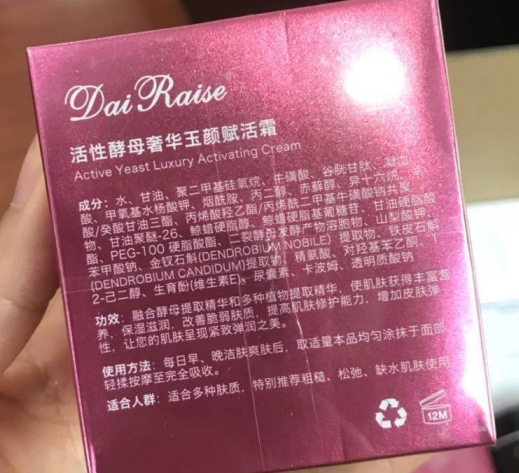 Dai Raise
活性酵母奢华玉颜赋活霜
Active Yeast Luxury Activating Cream
成分：水、甘油、聚二甲基硅氧烷、牛磺酸、谷胱甘肽、凝血
酸、甲氧基水杨酸钾、烟酰胺、丙二醇、赤藓醇、异十六烷、辛
酸/癸酸甘油三酯、丙烯酸羟乙酯/丙烯酰二甲基牛磺酸钠共聚
物、甘油聚醚-26、鲸蜡硬脂醇、鲸蜡硬脂基葡糖苷、甘油硬脂酸
酯、PEG-100 硬脂酸酯、二裂酵母发酵产物溶胞物、山梨酸钾、
苯甲酸钠、金钗石斛(DENDROBIUM NOBILE) 提取物、铁皮石斛
(DENDROBIUM CANDIDUM)提取物、精氨酸、对羟基苯乙酮、1，
2-己二醇、生育酚(维生素E)、尿囊素、卡波姆、透明质酸钠
功效：融合酵母提取精华和多种植物提取精华，使肌肤获得丰富滋
养，保湿滋润，改善脆弱肤质，提高肌肤修护能力，增加皮肤弹
性，让您的肌肤呈现紧致弹润之美。
使用方法：每日早、晚洁肤爽肤后，取适量本品均匀涂抹于面部
轻揉按摩至完全吸收。
适合人群：适合多种肤质，特别推荐粗糙、松弛、缺水肌肤使用
12M